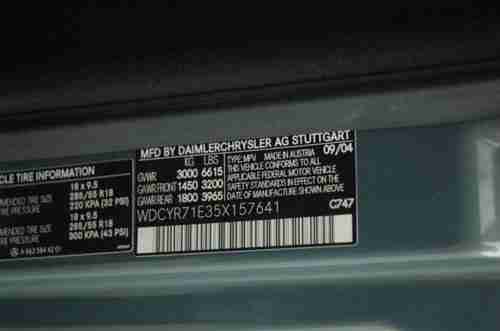 CLE TIRE INFORMATION
18 x 9.5
285/55 R18
220 KPA (32 PSI)
18 x 9.5
285/55 R18
300 KPA (43 PSI)
MFD BY DAIMLERCHRYSLER AG STUTTGART
KG LBS TYPE: MPV MADE IN AUSTRIA 09/04
GVWR 3000 6615 THIS VEHICLE CONFORMS TO ALL
GAWR FRONT 1450 3200 APPLICABLE FEDERAL MOTOR VEHICLE
GAWR REAR 1800 3965 SAFETY STANDARDS IN EFFECT ON THE DATE OF MANUFACTURE SHOWN ABOVE
WDCYR71E35X157641 C747